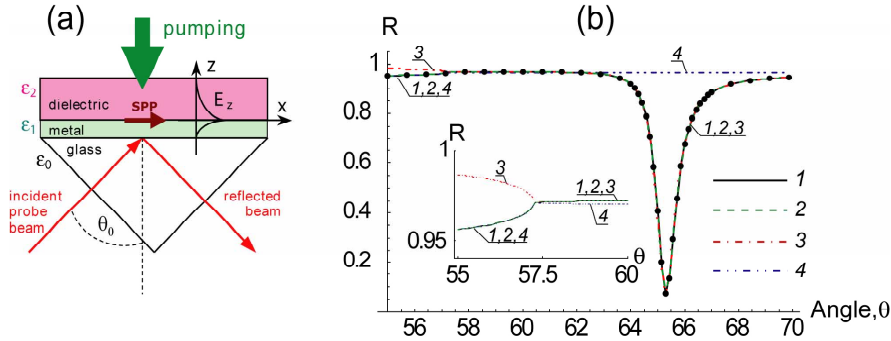 (a)
pumping
z
ε2
dielectric
SPP
Ez
x
ε1
metal
glass
ε0
incident
probe
beam
reflected
beam
θ0
(b)
R
1
3
4
1,2,4
0.8
1,2,3
0.6
R
3
1
0.4
1,2,3
2
4
3
0.95
1,2,4
4
0.2
55
57.5
60
θ
56
58
60
62
64
66
68
70
Angle,θ